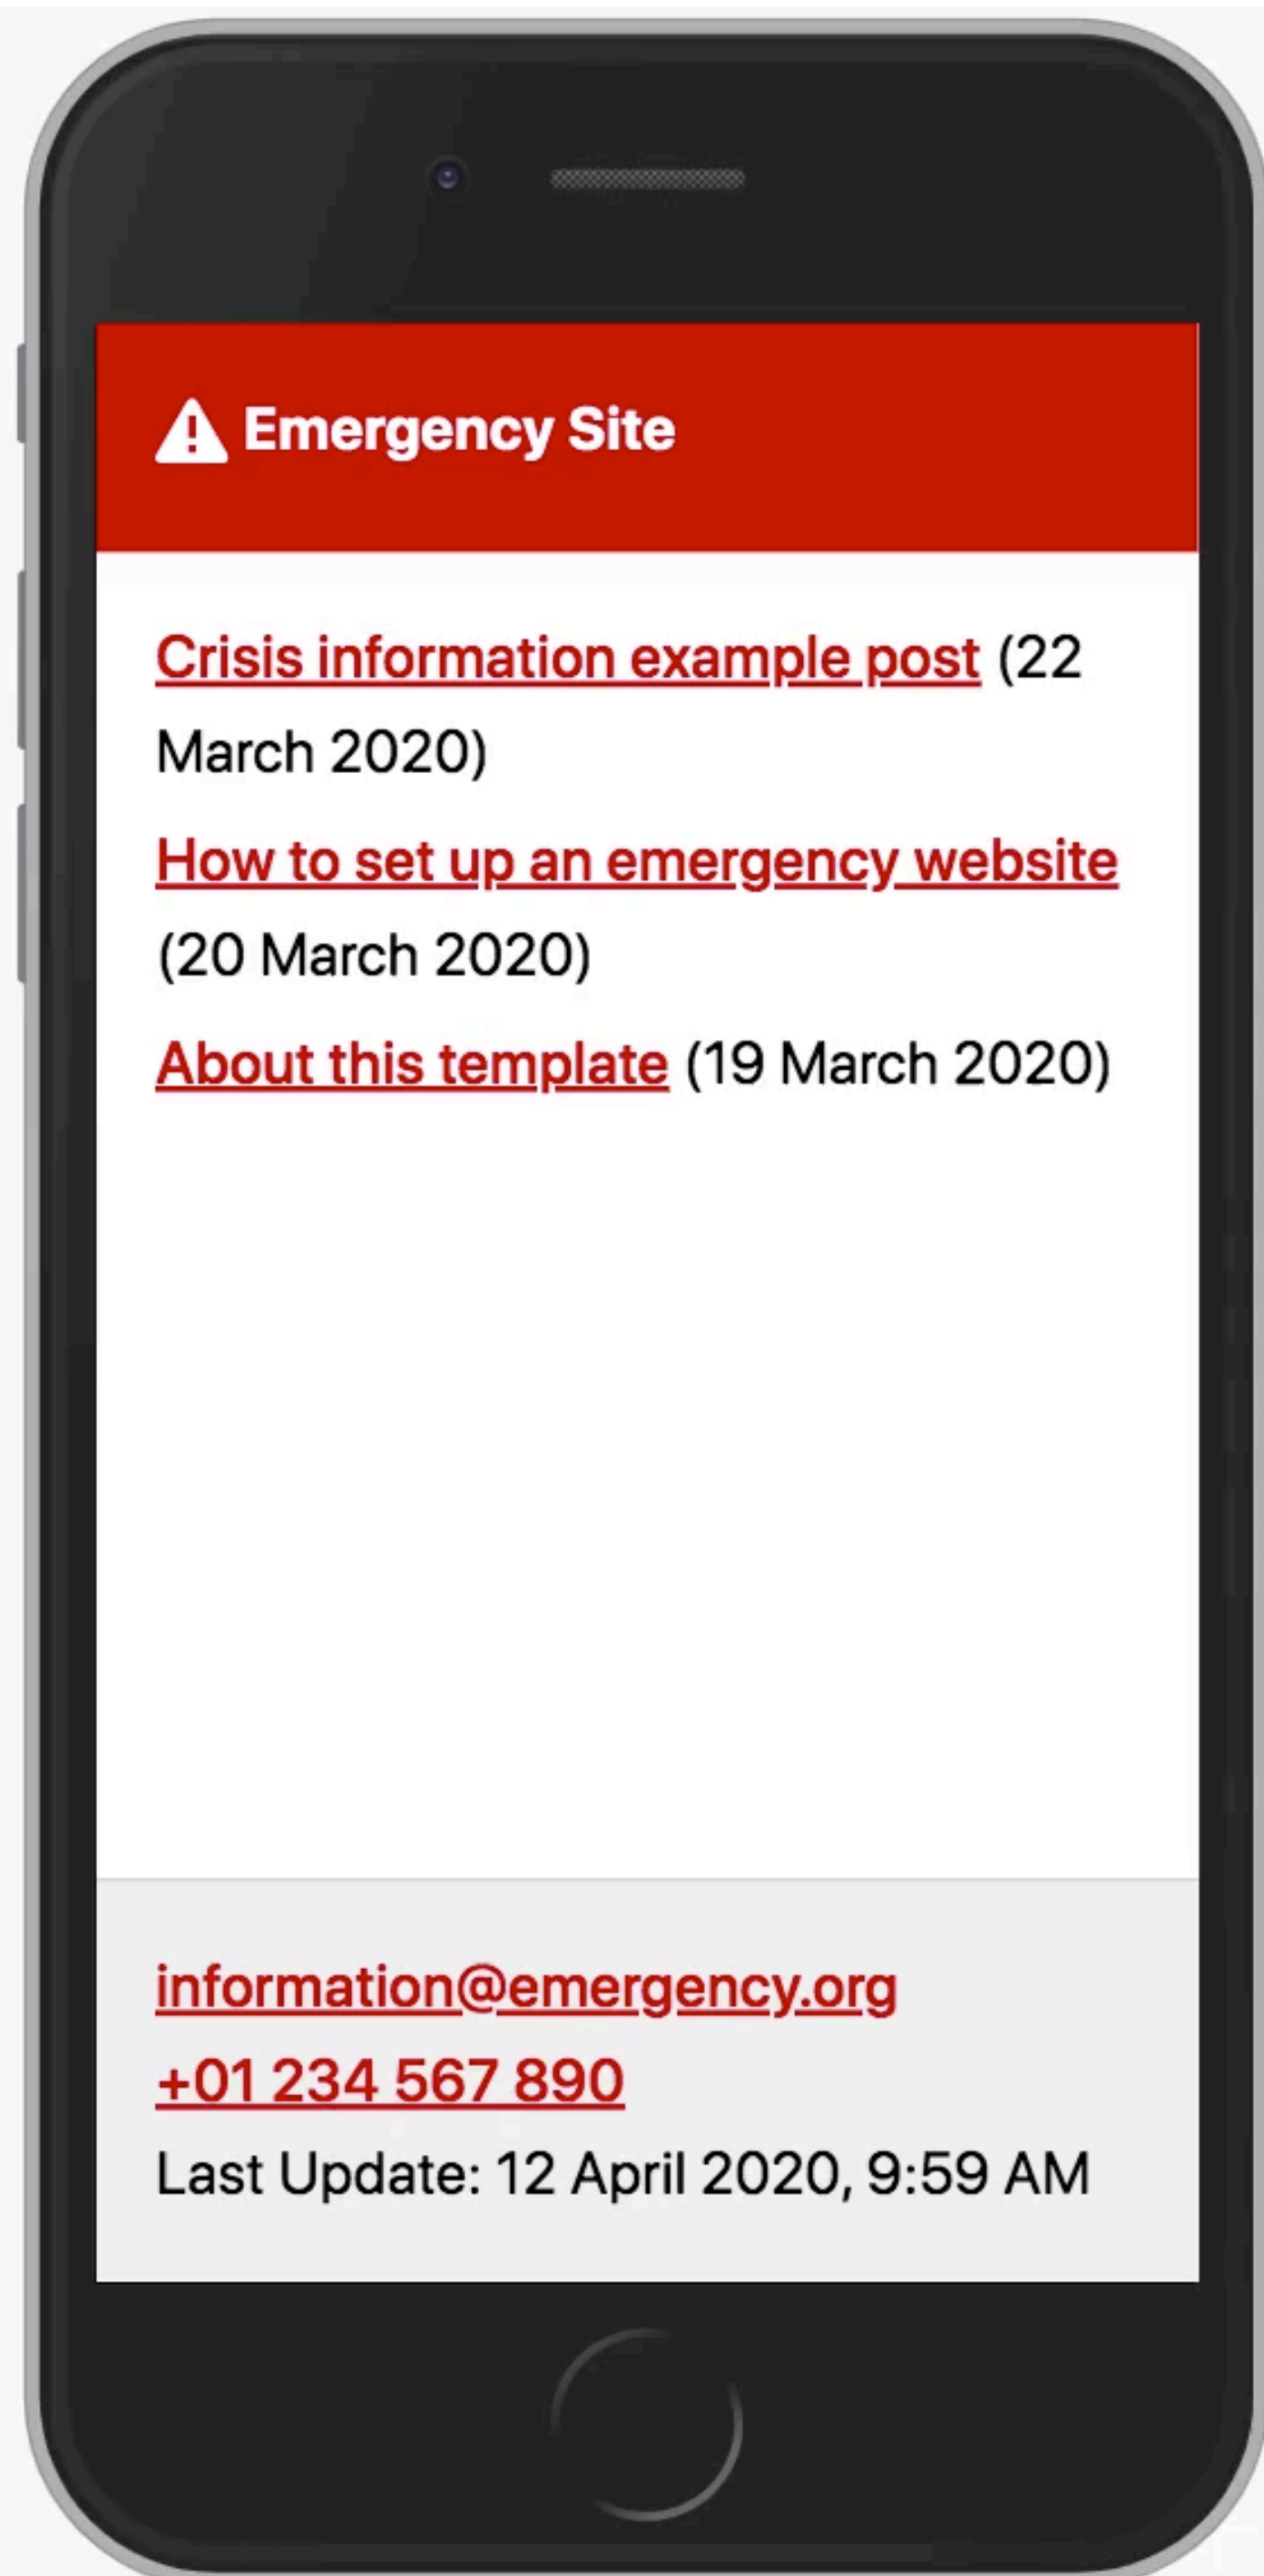 Emergency Site
Crisis information example post (22
March 2020)
How to set up an emergency website
(20 March 2020)
About this template (19 March 2020)
information@emergency.org
+01 234 567 890
Last Update: 12 April 2020, 9:59 AM